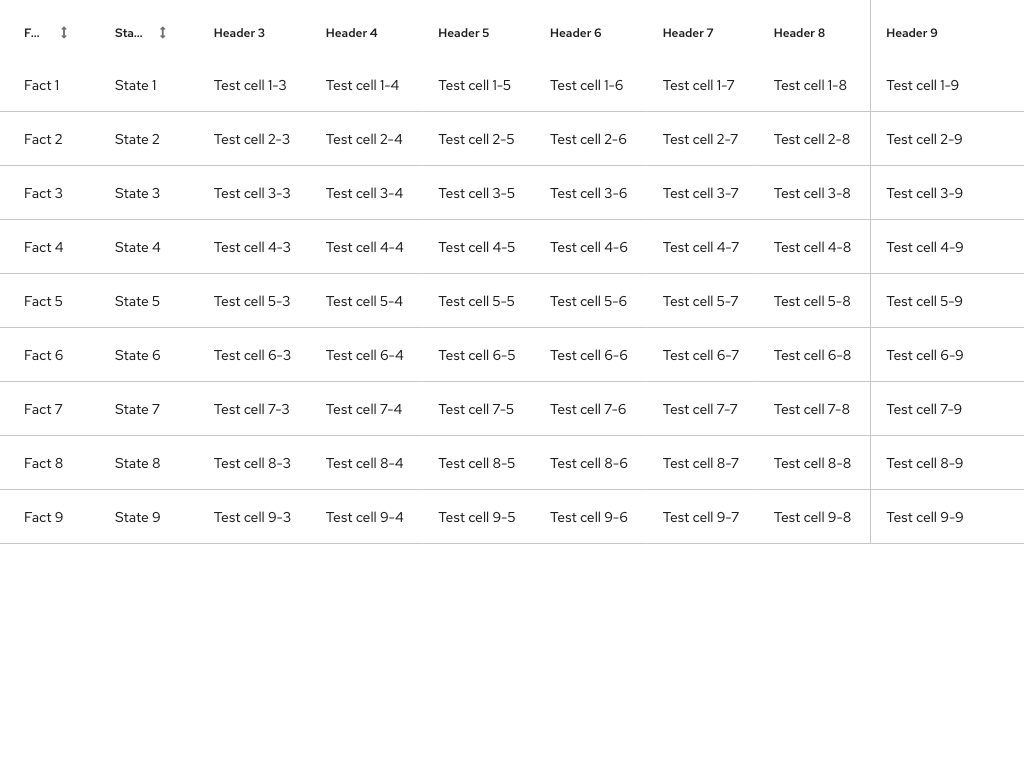 F... Sta... Header 3 Header 4 Header 5 Header 6 Header 7 Header 8 Header 9
Fact 1 State 1 Test cell 1-3 Test cell 1-4 Test cell 1-5 Test cell 1-6 Test cell 1-7 Test cell 1-8 Test cell 1-9
Fact 2 State 2 Test cell 2-3 Test cell 2-4 Test cell 2-5 Test cell 2-6 Test cell 2-7 Test cell 2-8 Test cell 2-9
Fact 3 State 3 Test cell 3-3 Test cell 3-4 Test cell 3-5 Test cell 3-6 Test cell 3-7 Test cell 3-8 Test cell 3-9
Fact 4 State 4 Test cell 4-3 Test cell 4-4 Test cell 4-5 Test cell 4-6 Test cell 4-7 Test cell 4-8 Test cell 4-9
Fact 5 State 5 Test cell 5-3 Test cell 5-4 Test cell 5-5 Test cell 5-6 Test cell 5-7 Test cell 5-8 Test cell 5-9
Fact 6 State 6 Test cell 6-3 Test cell 6-4 Test cell 6-5 Test cell 6-6 Test cell 6-7 Test cell 6-8 Test cell 6-9
Fact 7 State 7 Test cell 7-3 Test cell 7-4 Test cell 7-5 Test cell 7-6 Test cell 7-7 Test cell 7-8 Test cell 7-9
Fact 8 State 8 Test cell 8-3 Test cell 8-4 Test cell 8-5 Test cell 8-6 Test cell 8-7 Test cell 8-8 Test cell 8-9
Fact 9 State 9 Test cell 9-3 Test cell 9-4 Test cell 9-5 Test cell 9-6 Test cell 9-7 Test cell 9-8 Test cell 9-9